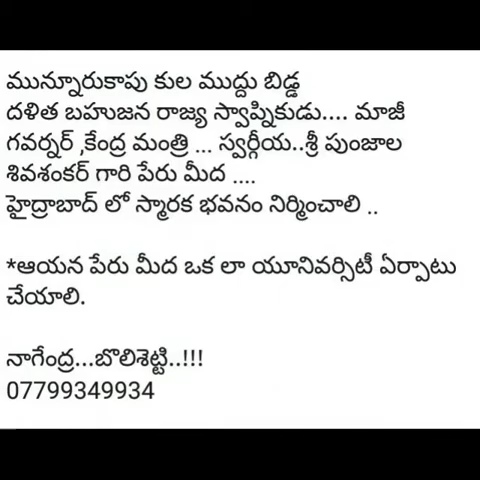 మున్నూరుకాపు కుల ముద్దు బిడ్డ
దళిత బహుజన రాజ్య స్వాప్నికుడు.... మాజీ
గవర్నర్ ,కేంద్ర మంత్రి ... స్వర్గీయ..శ్రీ పుంజాల
శివశంకర్ గారి పేరు మీద ....
హైద్రాబాద్ లో స్మారక భవనం నిర్మించాలి ..
*ఆయన పేరు మీద ఒక లా యూనివర్సిటీ ఏర్పాటు
చేయాలి.
నాగేంద్ర...బొలిశెట్టి..!!!
07799349934